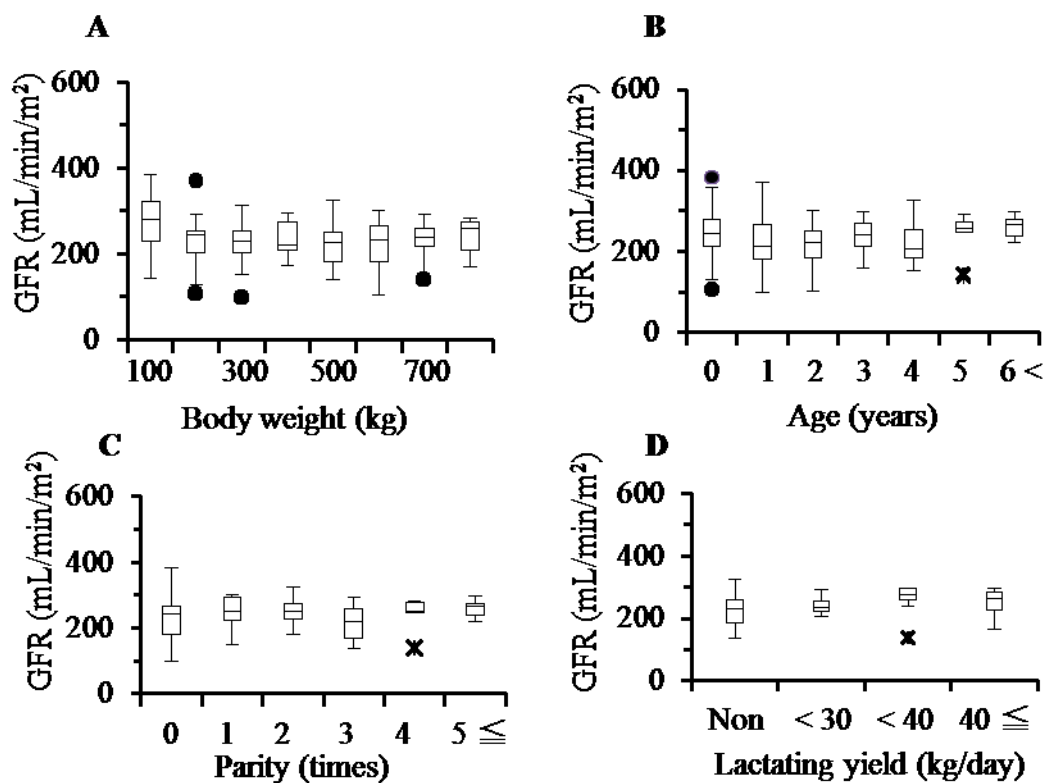 A
GFR (mL/min/m²)
600
400
200
0
100 300 500 700
Body weight (kg)
B
GFR (mL/min/m²)
600
400
200
0
0 1 2 3 4 5 6 <
Age (years)
C
GFR (mL/min/m²)
600
400
200
0
0 1 2 3 4 5 ≦
Parity (times)
D
GFR (mL/min/m²)
600
400
200
0
Non < 30 < 40 40 ≦
Lactating yield (kg/day)